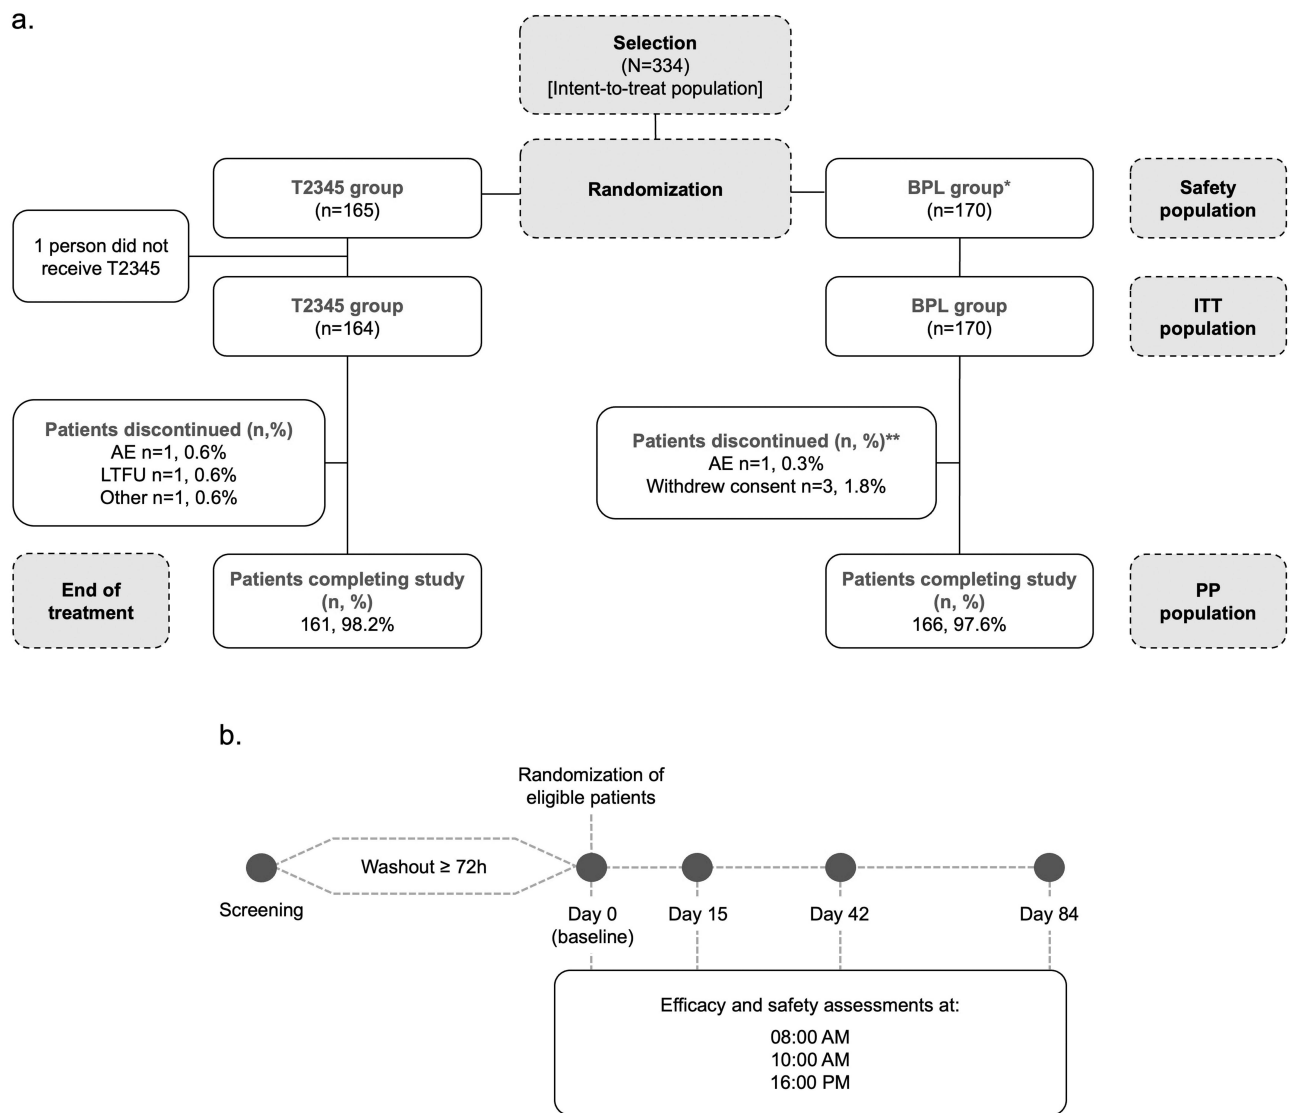 a.
Selection
(N=334)
[Intent-to-treat population]
T2345 group
(n=165)
Randomization
BPL group*
(n=170)
Safety
population
1 person did not
receive T2345
T2345 group
(n=164)
BPL group
(n=170)
ITT
population
Patients discontinued (n,%)
AE n=1, 0.6%
LTFU n=1, 0.6%
Other n=1, 0.6%
Patients discontinued (n, %)**
AE n=1, 0.3%
Withdrew consent n=3, 1.8%
End of
treatment
Patients completing study
(n, %)
161, 98.2%
Patients completing study
(n, %)
166, 97.6%
PP
population
b.
Randomization of
eligible patients
Washout ≥ 72h
Screening
Day 0
(baseline)
Day 15
Day 42
Day 84
Efficacy and safety assessments at:
08:00 AM
10:00 AM
16:00 PM